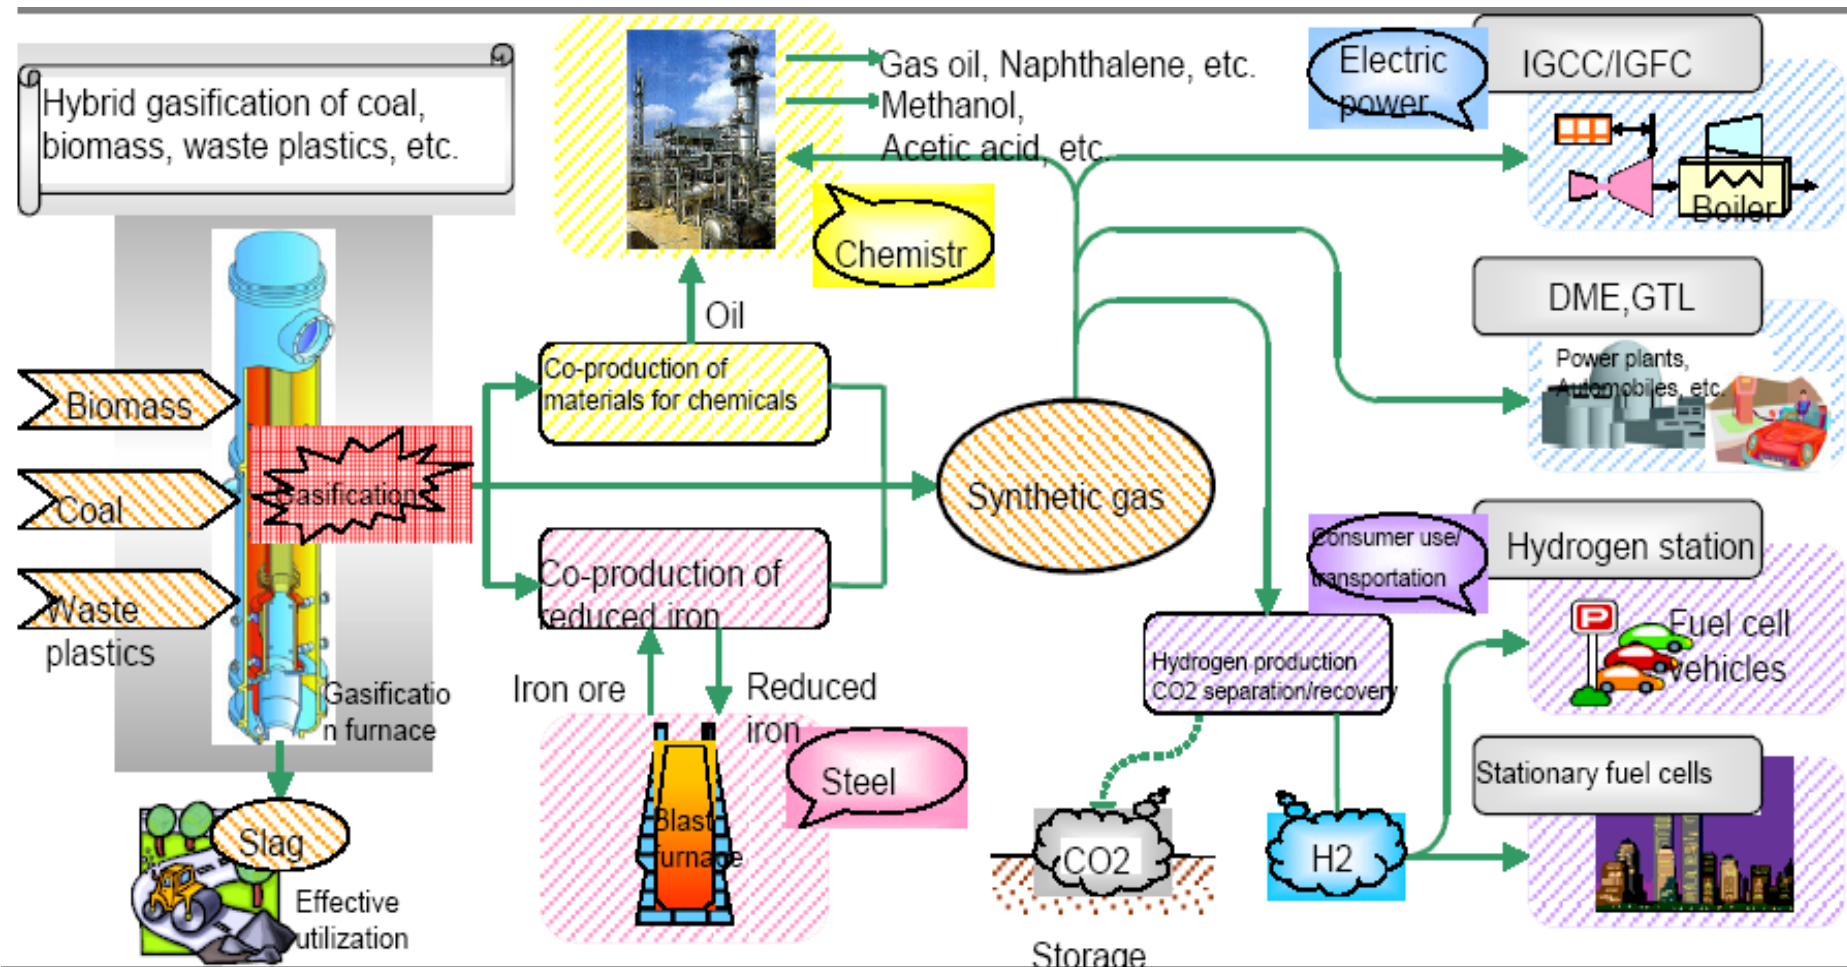 Hybrid gasification of coal,
biomass, waste plastics, etc.
Gas oil, Naphthalene, etc.
Methanol,
Acetic acid, etc.
Electric
power
IGCC/IGFC
Boiler
Chemistr
Oil
DME,GTL
Power plants,
Automobiles, etc.
Biomass
Coal
Waste
plastics
Gasification
Co-production of
materials for chemicals
Synthetic gas
Co-production of
reduced iron
Consumer use/
transportation
Hydrogen station
Fuel cell
vehicles
Hydrogen production
CO2 separation/recovery
Gasificatio
n furnace
Iron ore
Reduced
iron
Steel
Blast
furnace
Stationary fuel cells
Slag
Effective
utilization
CO2
H2
Storage
P